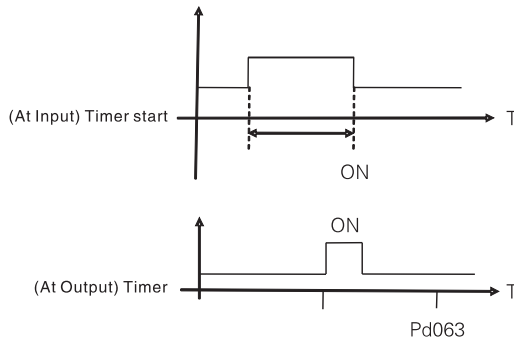 (At Input) Timer start
T
ON
ON
(At Output) Timer
T
Pd063